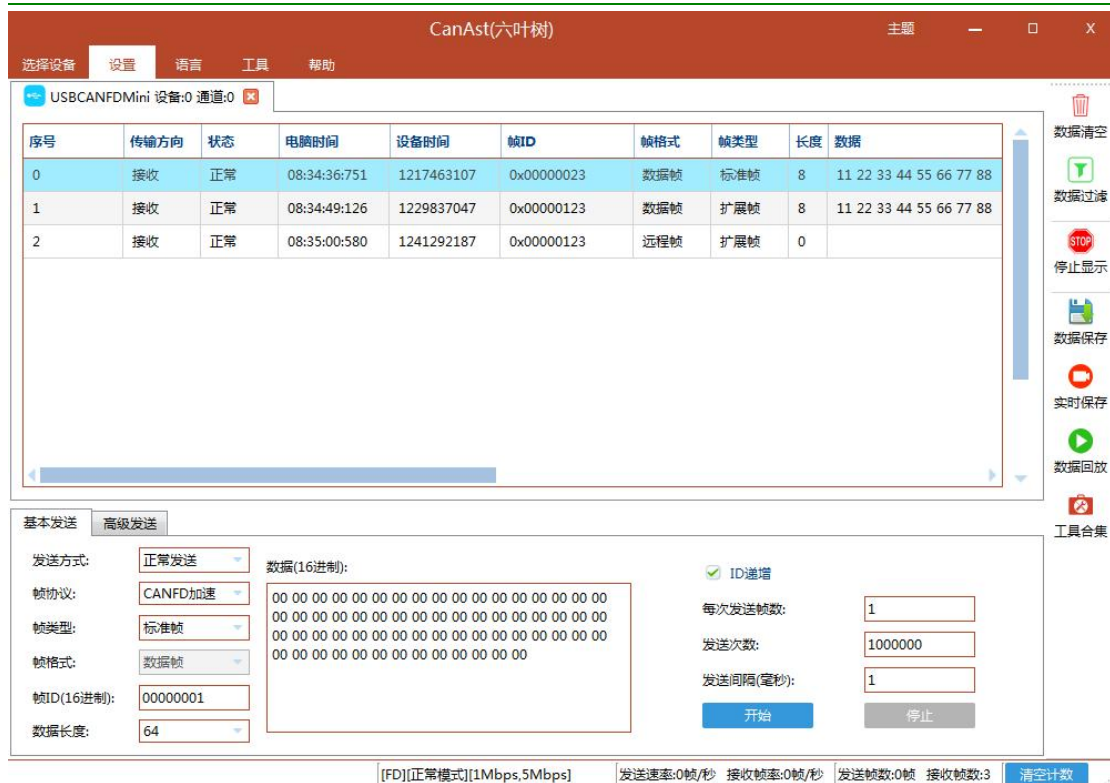 CanAst(六叶树)
主题
X
选择设备 设置 语言 工具 帮助
USBCANFDMini 设备:0 通道:0
序号 传输方向 状态 电脑时间 设备时间 帧ID 帧格式 帧类型 长度 数据
0 接收 正常 08:34:36:751 1217463107 0x00000023 数据帧 标准帧 8 11 22 33 44 55 66 77 88
1 接收 正常 08:34:49:126 1229837047 0x00000123 数据帧 扩展帧 8 11 22 33 44 55 66 77 88
2 接收 正常 08:35:00:580 1241292187 0x00000123 远程帧 扩展帧 0
数据清空
数据过滤
STOP
停止显示
数据保存
实时保存
数据回放
工具合集
基本发送 高级发送
发送方式: 正常发送
帧协议: CANFD加速
帧类型: 标准帧
帧格式: 数据帧
帧ID(16进制): 00000001
数据长度: 64
数据(16进制):
00 00 00 00 00 00 00 00 00 00 00 00 00 00 00 00 00
00 00 00 00 00 00 00 00 00 00 00 00 00 00 00 00 00
00 00 00 00 00 00 00 00 00 00 00 00 00 00 00 00 00
00 00 00 00 00 00 00 00 00 00 00 00 00
ID递增
每次发送帧数: 1
发送次数: 1000000
发送间隔(毫秒): 1
开始 停止
[FD][正常模式][1Mbps,5Mbps] 发送速率:0帧/秒 接收帧率:0帧/秒 发送帧数:0帧 接收帧数:3 清空计数